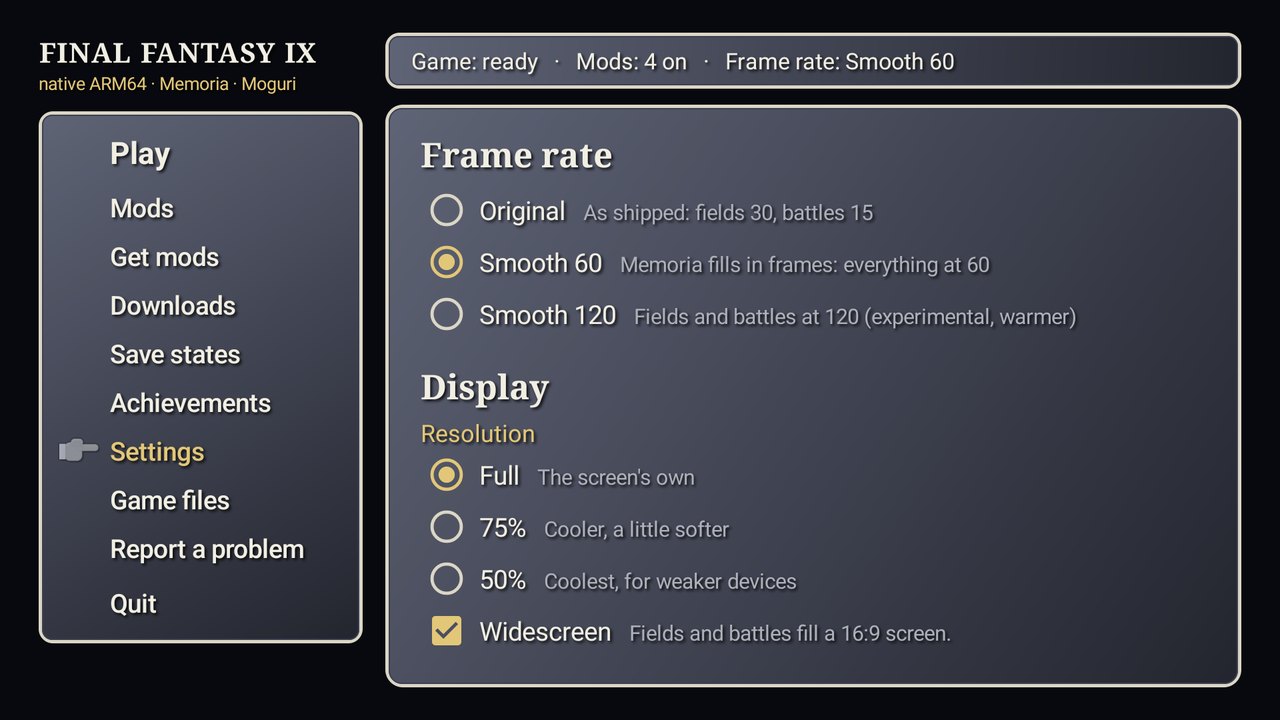 FINAL FANTASY IX
native ARM64 · Memoria · Moguri
Play
Mods
Get mods
Downloads
Save states
Achievements
Settings
Game files
Report a problem
Quit
Game: ready · Mods: 4 on · Frame rate: Smooth 60
Frame rate
Original As shipped: fields 30, battles 15
Smooth 60 Memoria fills in frames: everything at 60
Smooth 120 Fields and battles at 120 (experimental, warmer)
Display
Resolution
Full The screen's own
75% Cooler, a little softer
50% Coolest, for weaker devices
Widescreen Fields and battles fill a 16:9 screen.